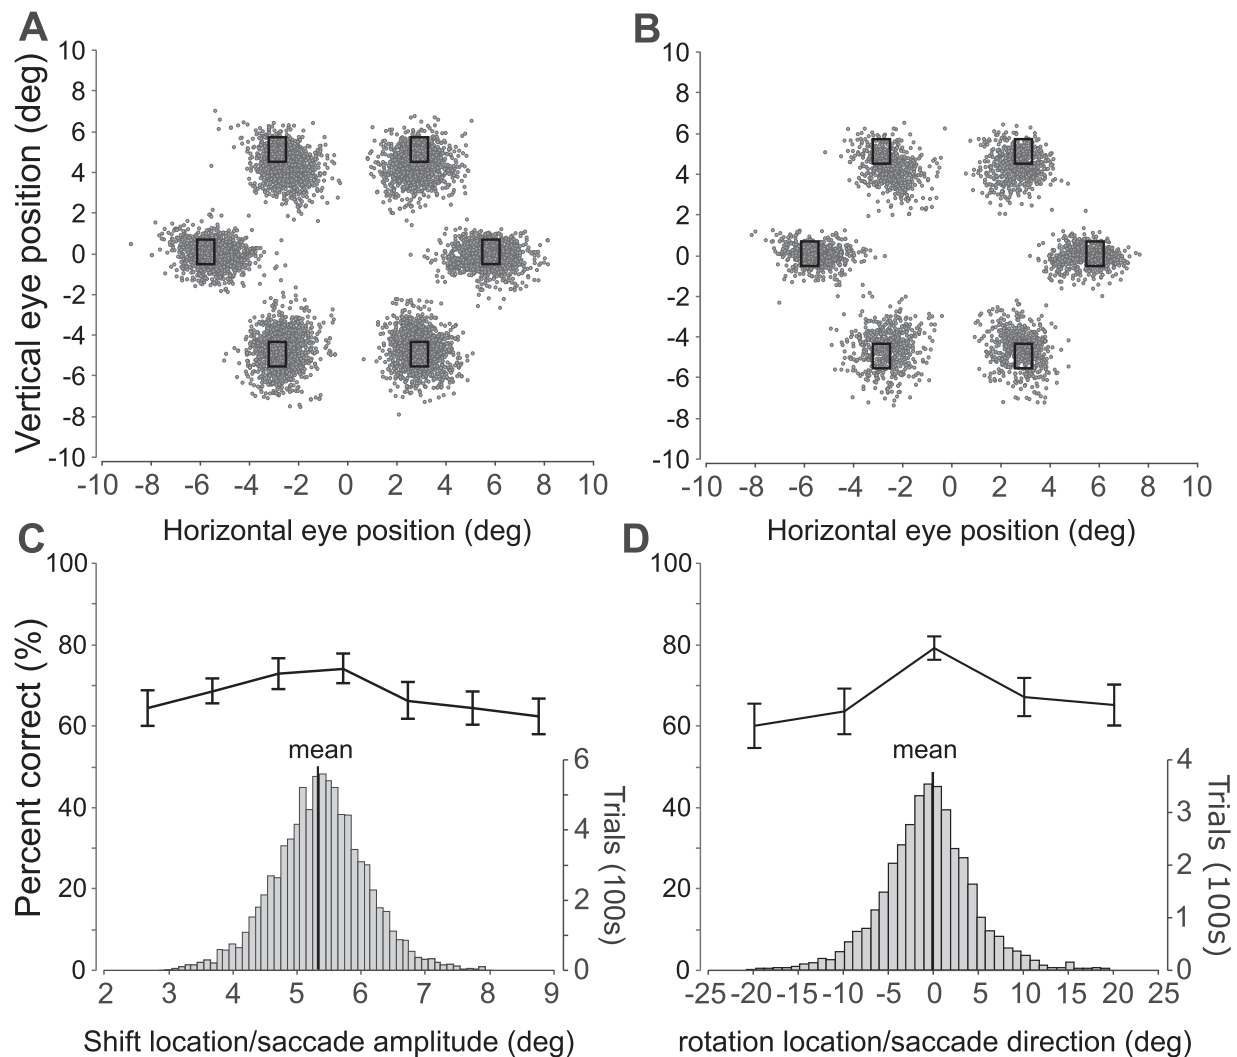 A
B
Vertical eye position (deg)
10
8
6
4
2
0
-2
-4
-6
-8
-10
-10 -8 -6 -4 -2 0 2 4 6 8 10
Horizontal eye position (deg)
10
8
6
4
2
0
-2
-4
-6
-8
-10
-10 -8 -6 -4 -2 0 2 4 6 8 10
Horizontal eye position (deg)
C
Percent correct (%)
100
80
60
40
20
0
mean
6
4
2
0
Trials (100s)
2 3 4 5 6 7 8 9
Shift location/saccade amplitude (deg)
D
100
80
60
40
20
0
mean
4
3
2
1
0
Trials (100s)
-25 -20 -15 -10 -5 0 5 10 15 20 25
rotation location/saccade direction (deg)